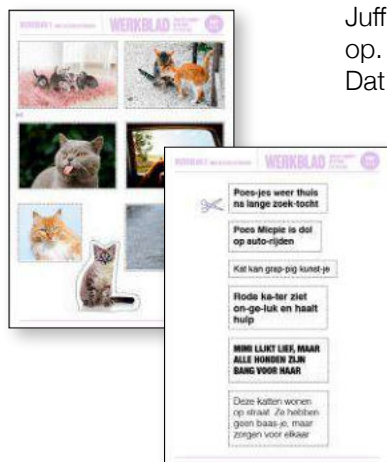 Juff
op.
Dat
WERKBLAD
WERKBLAD
Poes-jes weer thuis
na lange zoek-tocht
Poes Miepie is dol
op auto-rijden
Kat kan grap-pig kunst-je
Rode ka-ter ziet
on-ge-luk en haalt
hulp
MIMI LIJKT LIEF, MAAR
ALLE HONDEN ZIJN
BANG VOOR HAAR
Deze katten wonen
op straat. Ze hebben
geen baas-je, maar
zorgen voor elkaar